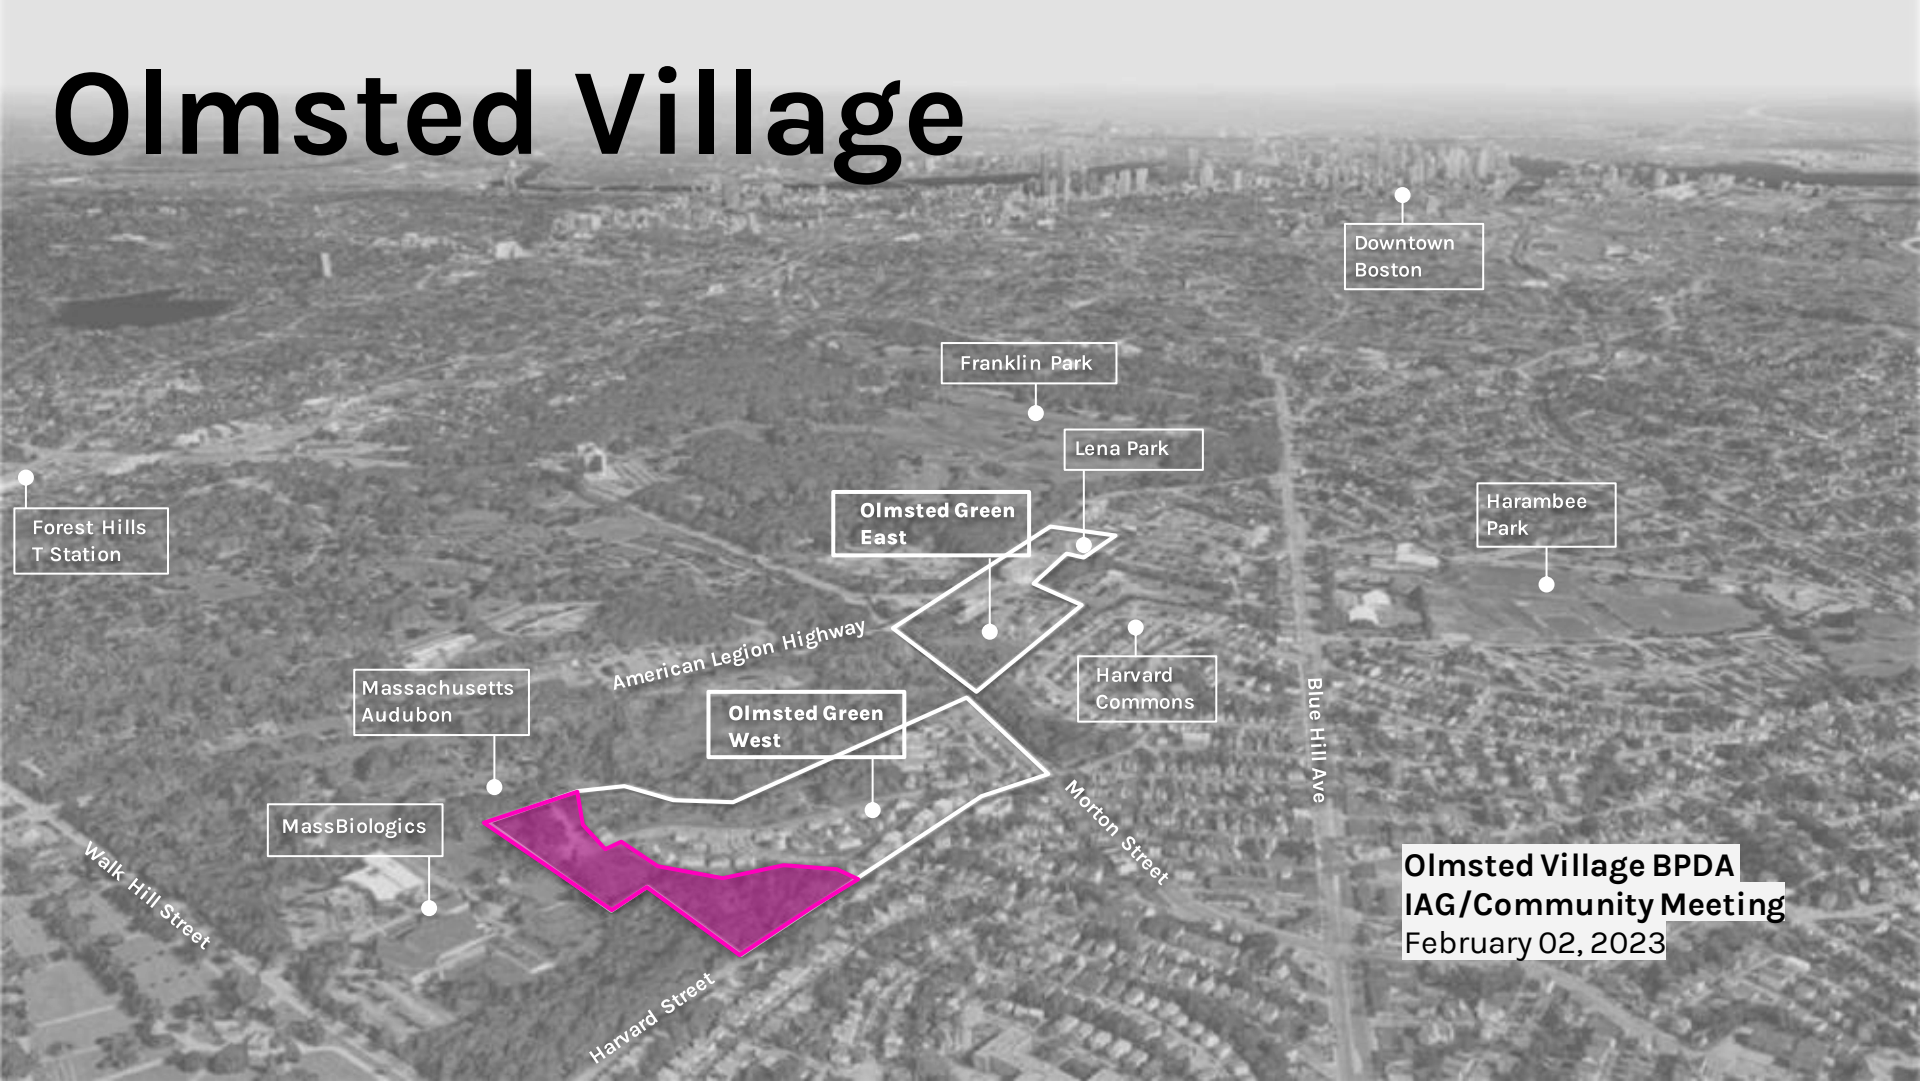 Olmsted Village
Downtown
Boston
Franklin Park
Lena Park
Olmsted Green
East
Harambee
Park
Forest Hills
T Station
American Legion Highway
Massachusetts
Audubon
Harvard
Commons
Olmsted Green
West
Blue Hill Ave
MassBiologics
Morton Street
Walk Hill Street
Harvard Street
Olmsted Village BPDA
IAG/Community Meeting
February 02, 2023